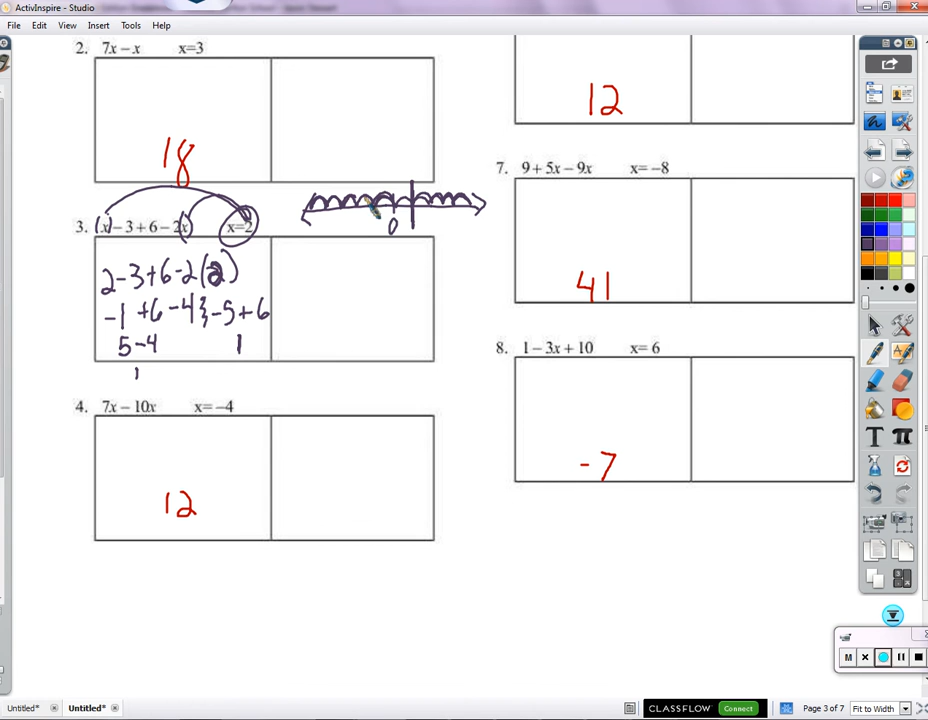 ActivInspire - Studio
File Edit View Insert Tools Help
2. 7x – x x=3
18
3. (x) – 3 + 6 – 2x) x=2
0
2-3+6-2(2)
-1 +6 -4 } -5+6
5-4 1
1
4. 7x – 10x x= –4
12
12
7. 9 + 5x – 9x x= –8
41
8. 1 – 3x + 10 x= 6
-7
T π
M
Untitled* Untitled*
CLASSFLOW Connect
Page 3 of 7 Fit to Width